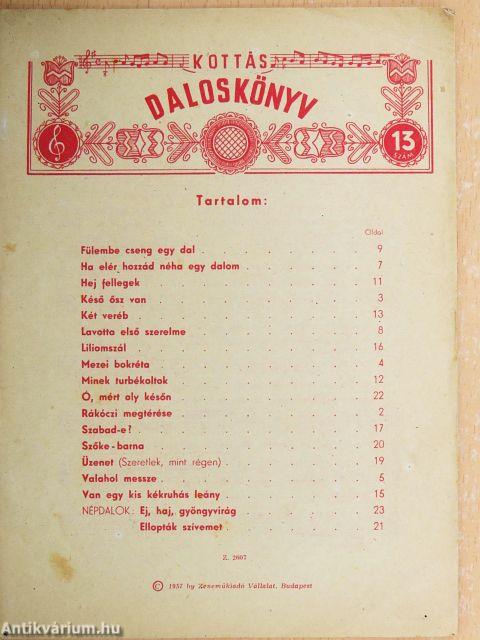 KOTTÁS
DALOSKÖNYV
13
SZÁM
Tartalom:
Oldal
Fülembe cseng egy dal . . . . . . . . 9
Ha elér hozzád néha egy dalom . . . . . . 7
Hej fellegek . . . . . . . . . . 11
Késő ősz van . . . . . . . . . . 3
Két veréb . . . . . . . . . . 13
Lavotta első szerelme . . . . . . . . 8
Liliomszál . . . . . . . . . . 16
Mezei bokréta . . . . . . . . . 4
Minek turbékoltok . . . . . . . . . 12
Ó, mért oly későn . . . . . . . . . 22
Rákóczi megtérése . . . . . . . . . 2
Szabad-e? . . . . . . . . . . 17
Szőke-barna . . . . . . . . . . 20
Üzenet (Szeretlek, mint régen) . . . . . . . 19
Valahol messze . . . . . . . . . 5
Van egy kis kékruhás leány . . . . . . . 15
NÉPDALOK: Ej, haj, gyöngyvirág . . . . . . 23
Ellopták szívemet . . . . . . . 21
Z. 2607
© 1957 by Zeneműkiadó Vállalat, Budapest
Antikvárium.hu